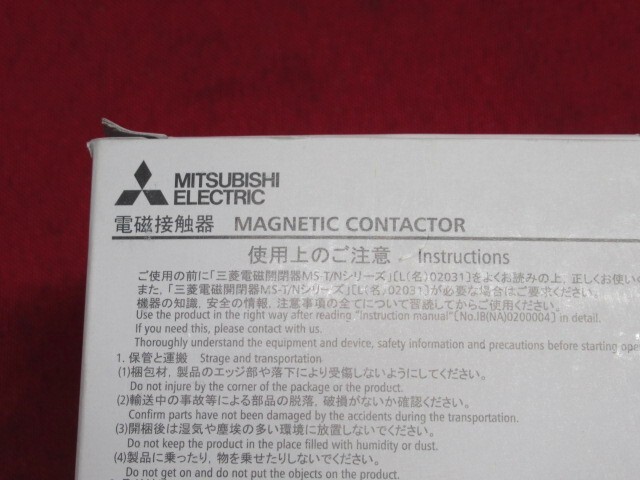 MITSUBISHI
ELECTRIC
電磁接触器 MAGNETIC CONTACTOR
使用上のご注意 Instructions
ご使用の前に「三菱電磁開閉器MS-T/Nシリーズ」〔L(名)02031〕をよくお読みの上,正しくお使い
また,「三菱電磁開閉器MS-T/Nシリーズ」〔L(名)02031〕が必要な場合はご要求ください。
機器の知識,安全の情報,注意事項の全てについて習読してからご使用ください。
Use the product in the right way after reading "Instruction manual"〔No.IB(NA)0200004〕in detail.
If you need this, please contact with us.
Thoroughly understand the equipment and device, safety information and precautions before starting
1. 保管と運搬 Strage and transportation
(1)梱包材,製品のエッジ部や落下により受傷しないようにしてください。
Do not injure by the corner of the package or the product.
(2)輸送中の事故等による部品の脱落,破損がないか確認ください。
Confirm parts have not been damaged by the accidents during the transportation.
(3)開梱後は湿気や塵埃の多い環境に放置しないでください。
Do not keep the product in the place filled with humidity or dust.
(4)製品に乗ったり,物を乗せたりしないでください。
Do not get on and do not put the objects on the product.